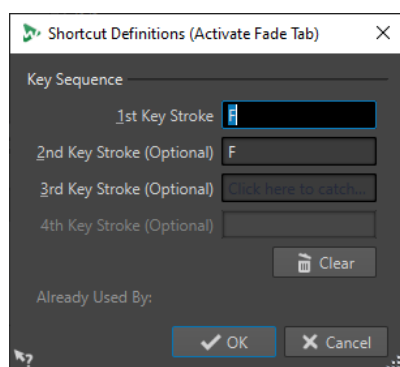 Shortcut Definitions (Activate Fade Tab)
Key Sequence
1st Key Stroke F
2nd Key Stroke (Optional) F
3rd Key Stroke (Optional) Click here to catch...
4th Key Stroke (Optional)
Clear
Already Used By:
OK Cancel
?